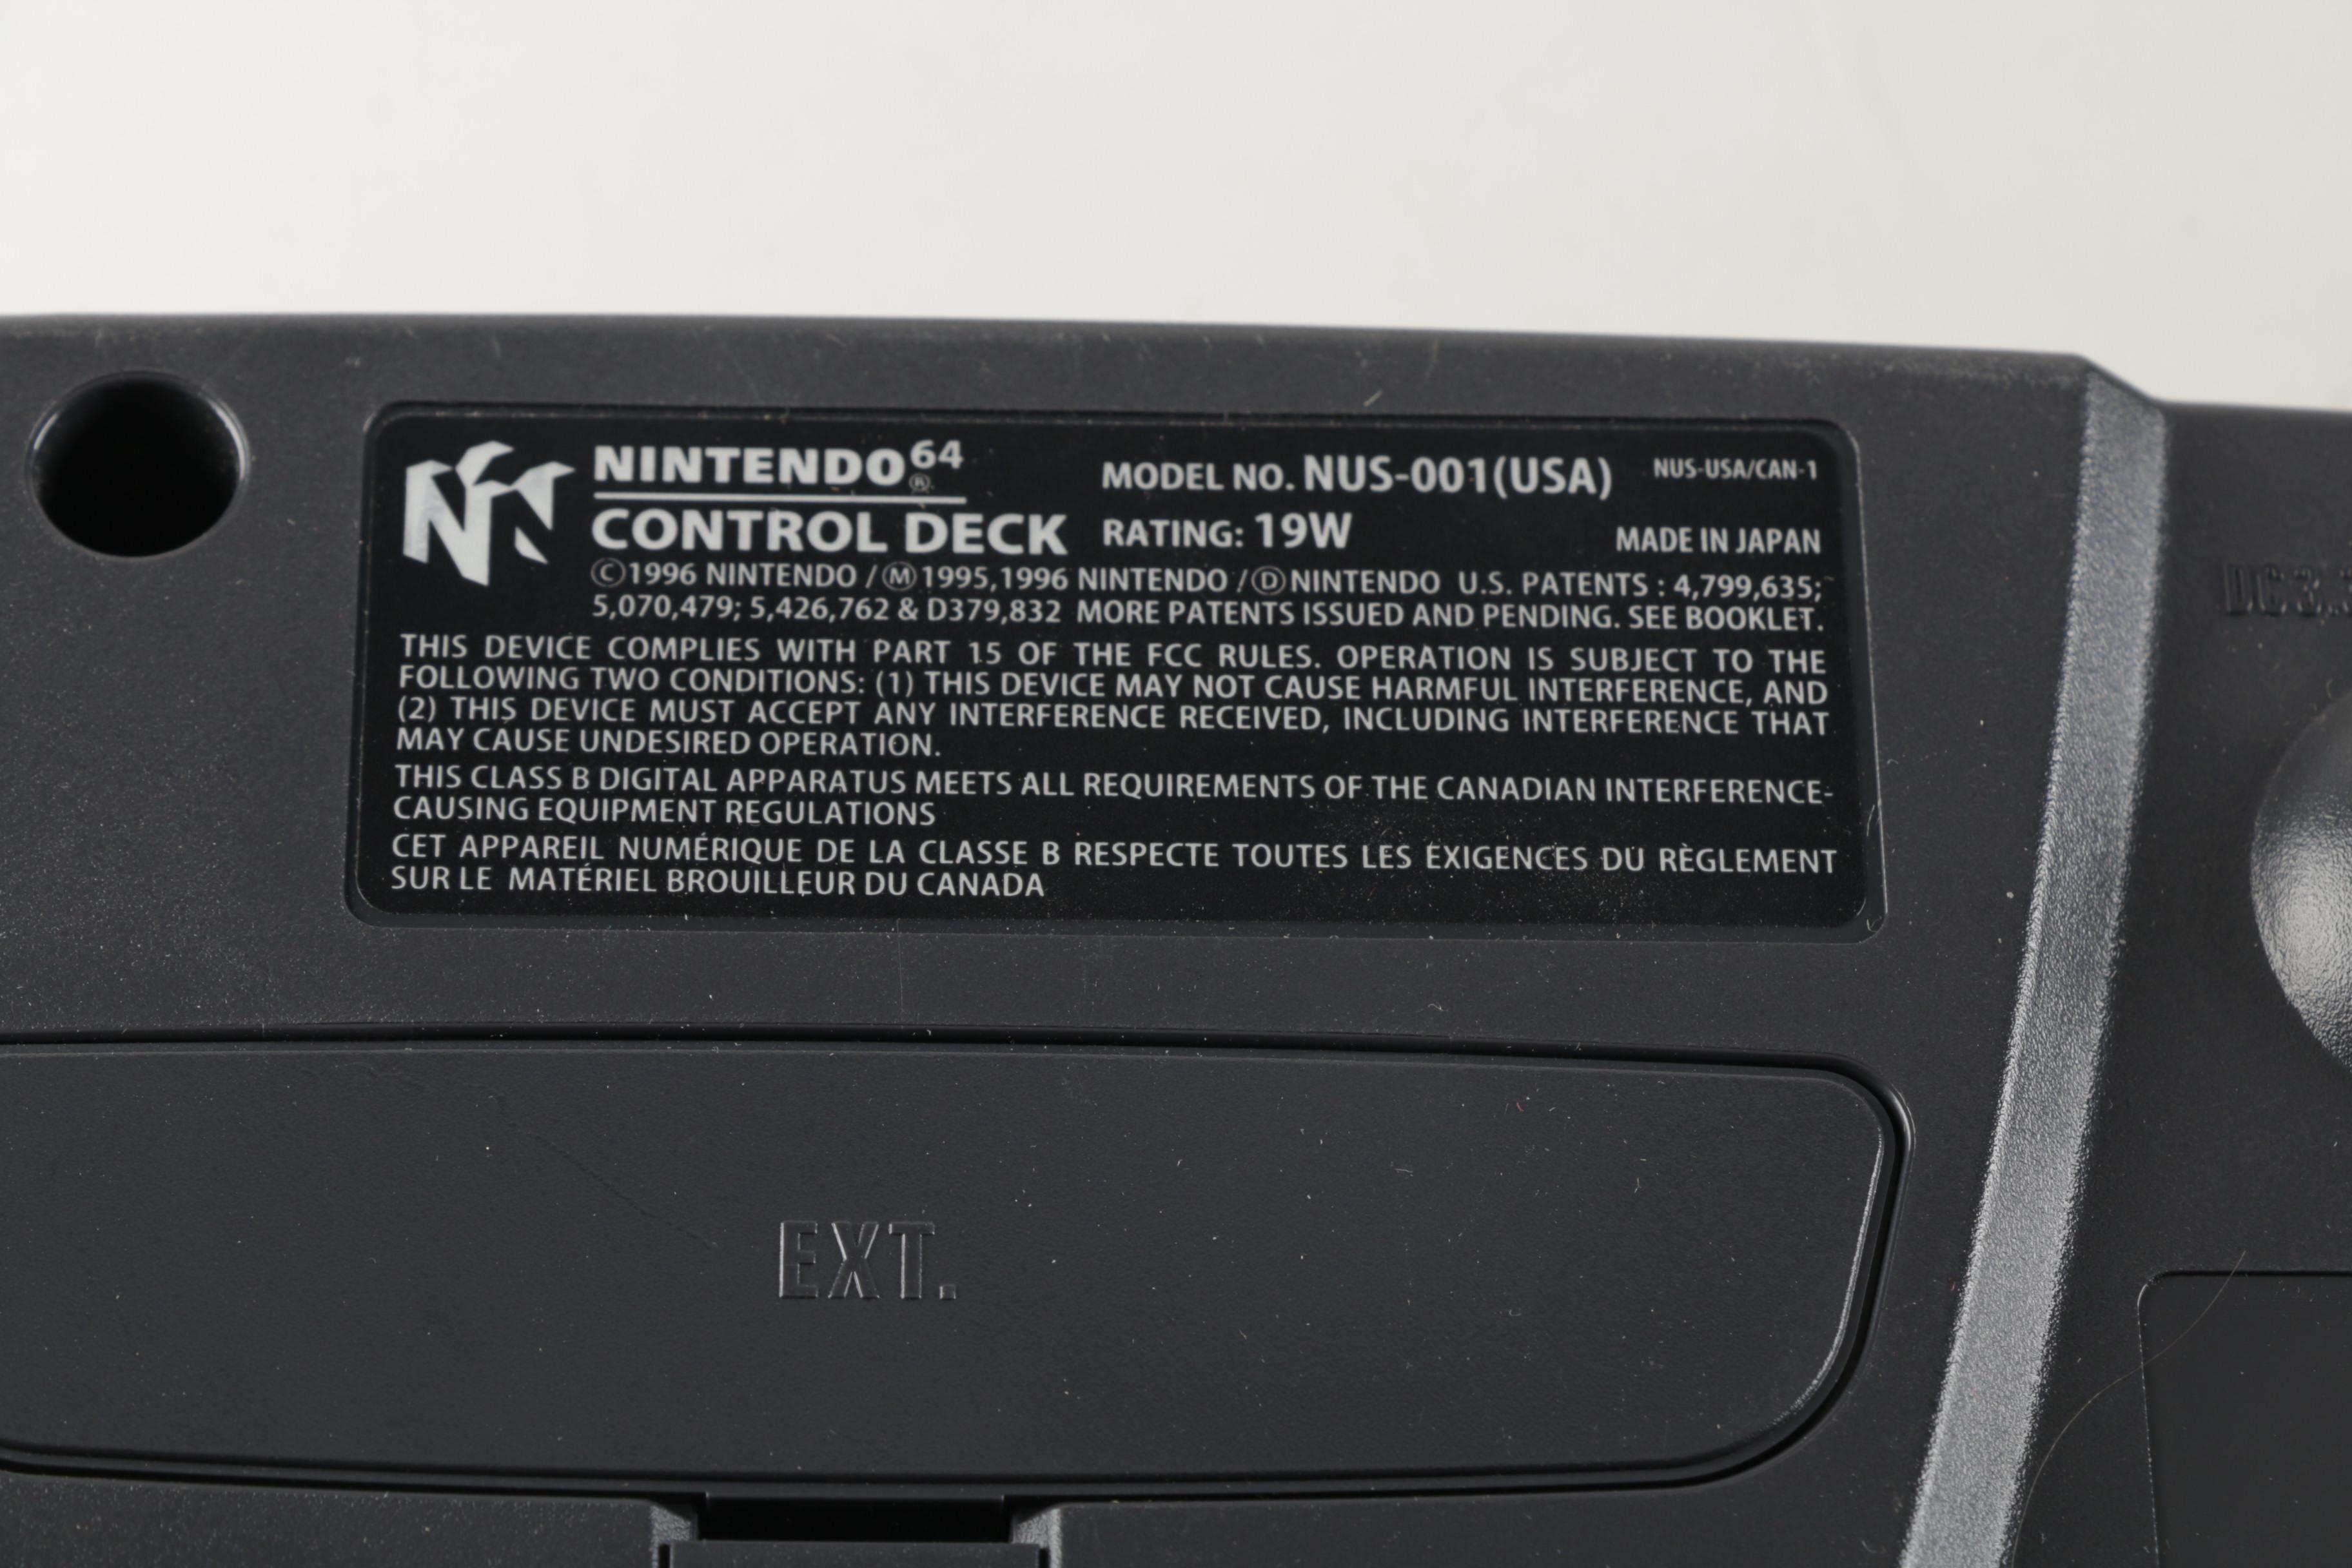 NINTENDO64®
CONTROL DECK
MODEL NO. NUS-001(USA) NUS-USA/CAN-1
RATING: 19W MADE IN JAPAN
©1996 NINTENDO / Ⓜ1995,1996 NINTENDO / ⒹNINTENDO U.S. PATENTS : 4,799,635;
5,070,479; 5,426,762 & D379,832 MORE PATENTS ISSUED AND PENDING. SEE BOOKLET.
THIS DEVICE COMPLIES WITH PART 15 OF THE FCC RULES. OPERATION IS SUBJECT TO THE
FOLLOWING TWO CONDITIONS: (1) THIS DEVICE MAY NOT CAUSE HARMFUL INTERFERENCE, AND
(2) THIS DEVICE MUST ACCEPT ANY INTERFERENCE RECEIVED, INCLUDING INTERFERENCE THAT
MAY CAUSE UNDESIRED OPERATION.
THIS CLASS B DIGITAL APPARATUS MEETS ALL REQUIREMENTS OF THE CANADIAN INTERFERENCE-
CAUSING EQUIPMENT REGULATIONS
CET APPAREIL NUMÉRIQUE DE LA CLASSE B RESPECTE TOUTES LES EXIGENCES DU RÈGLEMENT
SUR LE MATÉRIEL BROUILLEUR DU CANADA
EXT.